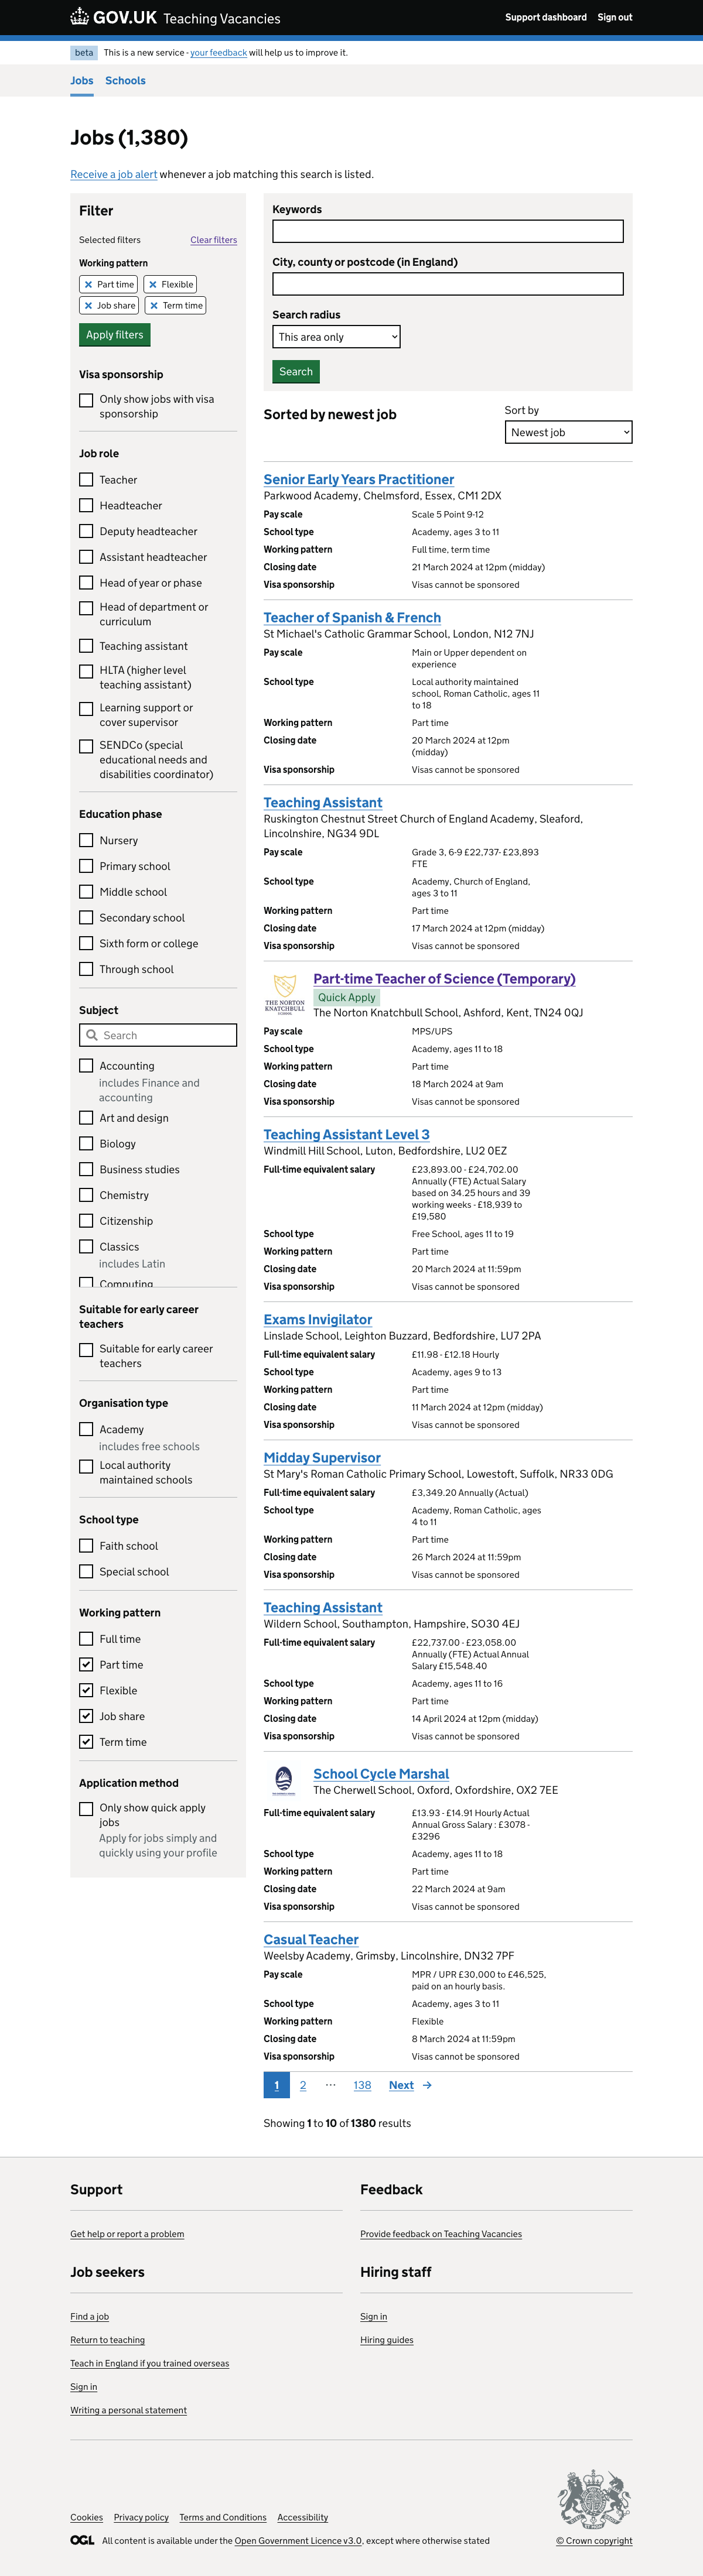 GOV.UK Teaching Vacancies
Support dashboard Sign out
beta This is a new service - your feedback will help us to improve it.
Jobs Schools
Jobs (1,380)
Receive a job alert whenever a job matching this search is listed.
Filter
Selected filters Clear filters
Working pattern
Part time Flexible
Job share Term time
Apply filters
Visa sponsorship
Only show jobs with visa
sponsorship
Job role
Teacher
Headteacher
Deputy headteacher
Assistant headteacher
Head of year or phase
Head of department or
curriculum
Teaching assistant
HLTA (higher level
teaching assistant)
Learning support or
cover supervisor
SENDCo (special
educational needs and
disabilities coordinator)
Education phase
Nursery
Primary school
Middle school
Secondary school
Sixth form or college
Through school
Subject
Search
Accounting
includes Finance and
accounting
Art and design
Biology
Business studies
Chemistry
Citizenship
Classics
includes Latin
Computing
Suitable for early career
teachers
Suitable for early career
teachers
Organisation type
Academy
includes free schools
Local authority
maintained schools
School type
Faith school
Special school
Working pattern
Full time
Part time
Flexible
Job share
Term time
Application method
Only show quick apply
jobs
Apply for jobs simply and
quickly using your profile
Keywords
City, county or postcode (in England)
Search radius
This area only
Search
Sorted by newest job
Sort by
Newest job
Senior Early Years Practitioner
Parkwood Academy, Chelmsford, Essex, CM1 2DX
Pay scale Scale 5 Point 9-12
School type Academy, ages 3 to 11
Working pattern Full time, term time
Closing date 21 March 2024 at 12pm (midday)
Visa sponsorship Visas cannot be sponsored
Teacher of Spanish & French
St Michael's Catholic Grammar School, London, N12 7NJ
Pay scale Main or Upper dependent on
experience
School type Local authority maintained
school, Roman Catholic, ages 11
to 18
Working pattern Part time
Closing date 20 March 2024 at 12pm
(midday)
Visa sponsorship Visas cannot be sponsored
Teaching Assistant
Ruskington Chestnut Street Church of England Academy, Sleaford,
Lincolnshire, NG34 9DL
Pay scale Grade 3, 6-9 £22,737- £23,893
FTE
School type Academy, Church of England,
ages 3 to 11
Working pattern Part time
Closing date 17 March 2024 at 12pm (midday)
Visa sponsorship Visas cannot be sponsored
THE NORTON
KNATCHBULL
SCHOOL
Part-time Teacher of Science (Temporary)
Quick Apply
The Norton Knatchbull School, Ashford, Kent, TN24 0QJ
Pay scale MPS/UPS
School type Academy, ages 11 to 18
Working pattern Part time
Closing date 18 March 2024 at 9am
Visa sponsorship Visas cannot be sponsored
Teaching Assistant Level 3
Windmill Hill School, Luton, Bedfordshire, LU2 0EZ
Full-time equivalent salary £23,893.00 - £24,702.00
Annually (FTE) Actual Salary
based on 34.25 hours and 39
working weeks - £18,939 to
£19,580
School type Free School, ages 11 to 19
Working pattern Part time
Closing date 20 March 2024 at 11:59pm
Visa sponsorship Visas cannot be sponsored
Exams Invigilator
Linslade School, Leighton Buzzard, Bedfordshire, LU7 2PA
Full-time equivalent salary £11.98 - £12.18 Hourly
School type Academy, ages 9 to 13
Working pattern Part time
Closing date 11 March 2024 at 12pm (midday)
Visa sponsorship Visas cannot be sponsored
Midday Supervisor
St Mary's Roman Catholic Primary School, Lowestoft, Suffolk, NR33 0DG
Full-time equivalent salary £3,349.20 Annually (Actual)
School type Academy, Roman Catholic, ages
4 to 11
Working pattern Part time
Closing date 26 March 2024 at 11:59pm
Visa sponsorship Visas cannot be sponsored
Teaching Assistant
Wildern School, Southampton, Hampshire, SO30 4EJ
Full-time equivalent salary £22,737.00 - £23,058.00
Annually (FTE) Actual Annual
Salary £15,548.40
School type Academy, ages 11 to 16
Working pattern Part time
Closing date 14 April 2024 at 12pm (midday)
Visa sponsorship Visas cannot be sponsored
School Cycle Marshal
The Cherwell School, Oxford, Oxfordshire, OX2 7EE
Full-time equivalent salary £13.93 - £14.91 Hourly Actual
Annual Gross Salary : £3078 -
£3296
School type Academy, ages 11 to 18
Working pattern Part time
Closing date 22 March 2024 at 9am
Visa sponsorship Visas cannot be sponsored
Casual Teacher
Weelsby Academy, Grimsby, Lincolnshire, DN32 7PF
Pay scale MPR / UPR £30,000 to £46,525,
paid on an hourly basis.
School type Academy, ages 3 to 11
Working pattern Flexible
Closing date 8 March 2024 at 11:59pm
Visa sponsorship Visas cannot be sponsored
1 2 ⋯ 138 Next →
Showing 1 to 10 of 1380 results
Support
Get help or report a problem
Feedback
Provide feedback on Teaching Vacancies
Job seekers
Find a job
Return to teaching
Teach in England if you trained overseas
Sign in
Writing a personal statement
Hiring staff
Sign in
Hiring guides
Cookies Privacy policy Terms and Conditions Accessibility
OGL All content is available under the Open Government Licence v3.0, except where otherwise stated
© Crown copyright